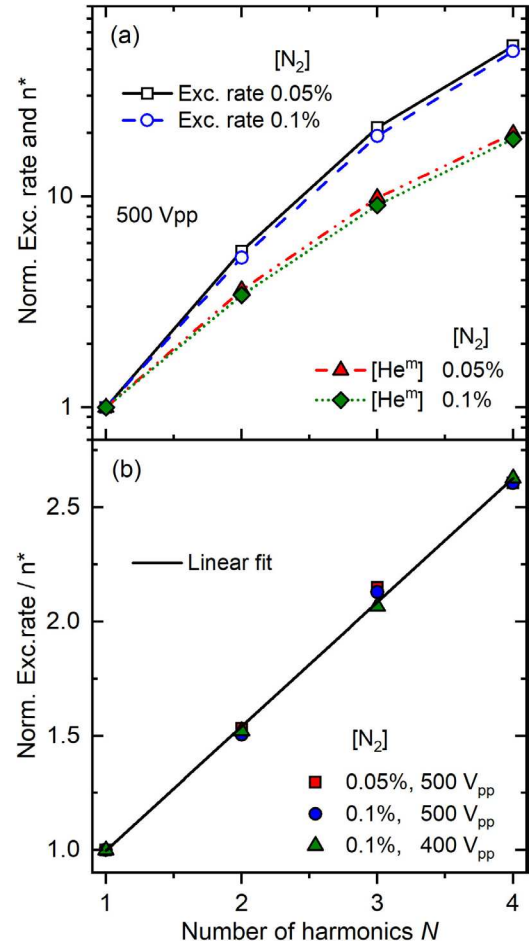 (a)
[N₂]
Exc. rate 0.05%
Exc. rate 0.1%
500 Vpp
[N₂]
[Heᵐ] 0.05%
[Heᵐ] 0.1%
10
1
Norm. Exc. rate and n*
(b)
Linear fit
[N₂]
0.05%, 500 Vₚₚ
0.1%, 500 Vₚₚ
0.1%, 400 Vₚₚ
2.5
2.0
1.5
1.0
Norm. Exc.rate / n*
1 2 3 4
Number of harmonics N